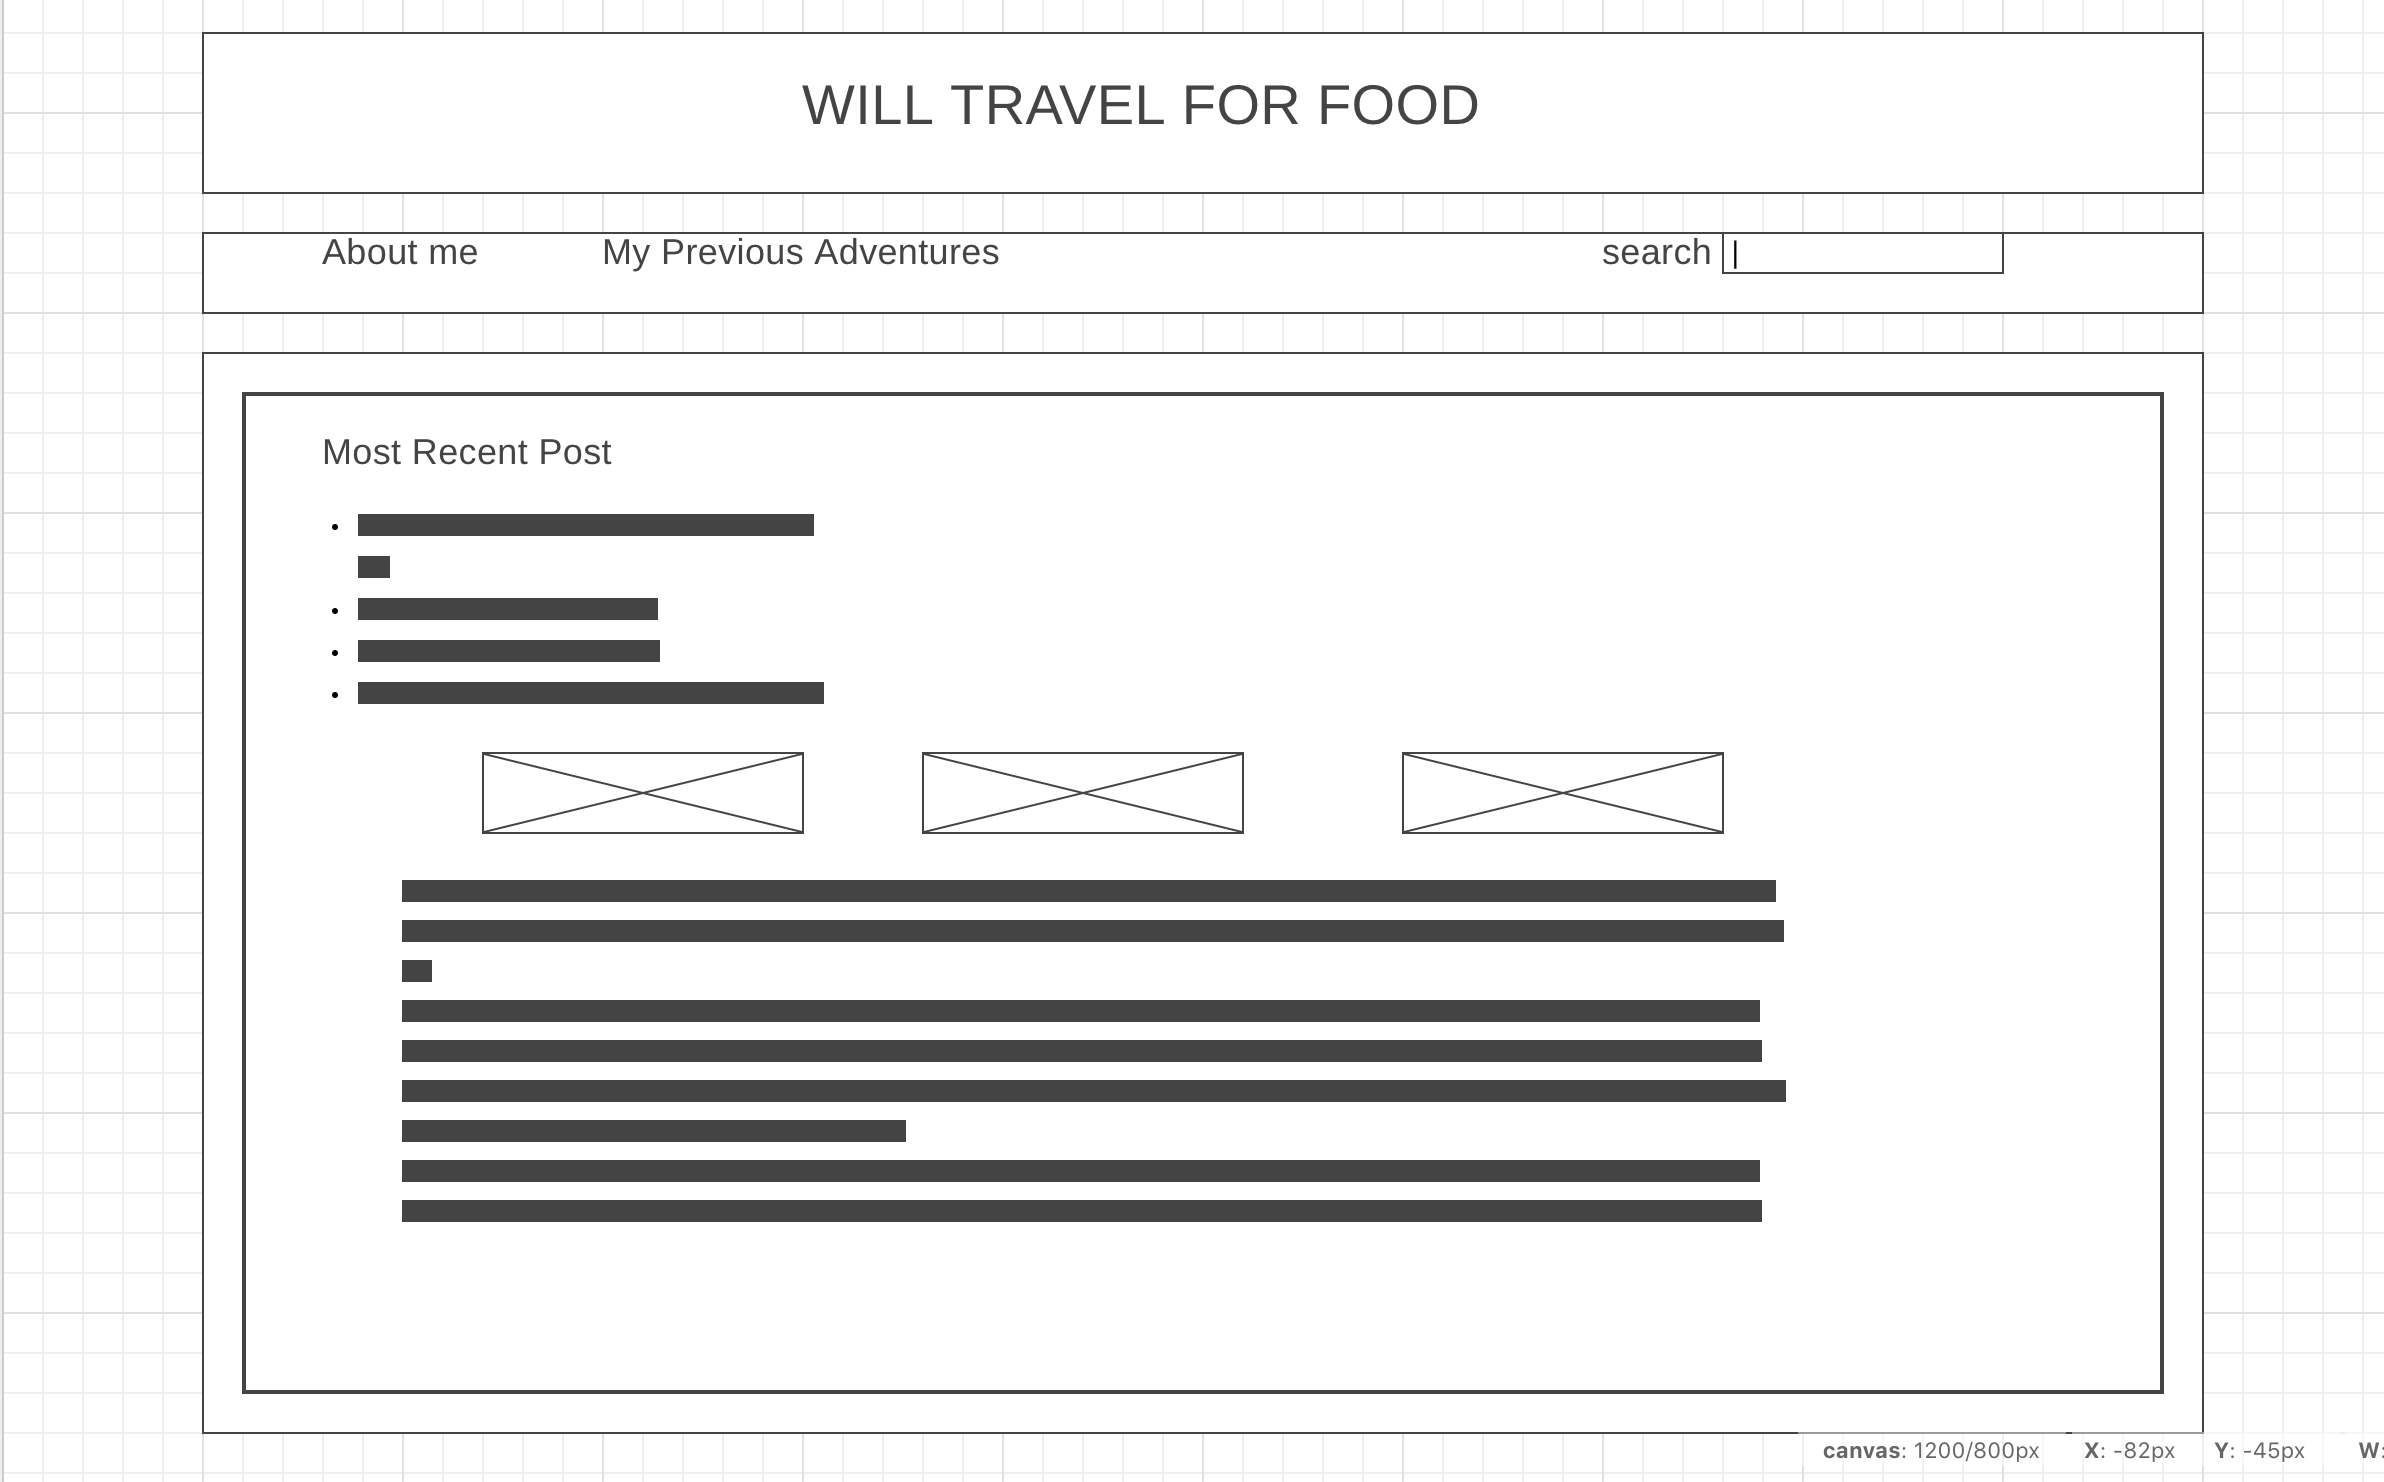 WILL TRAVEL FOR FOOD
About me My Previous Adventures search
Most Recent Post
canvas: 1200/800px X: -82px Y: -45px W: